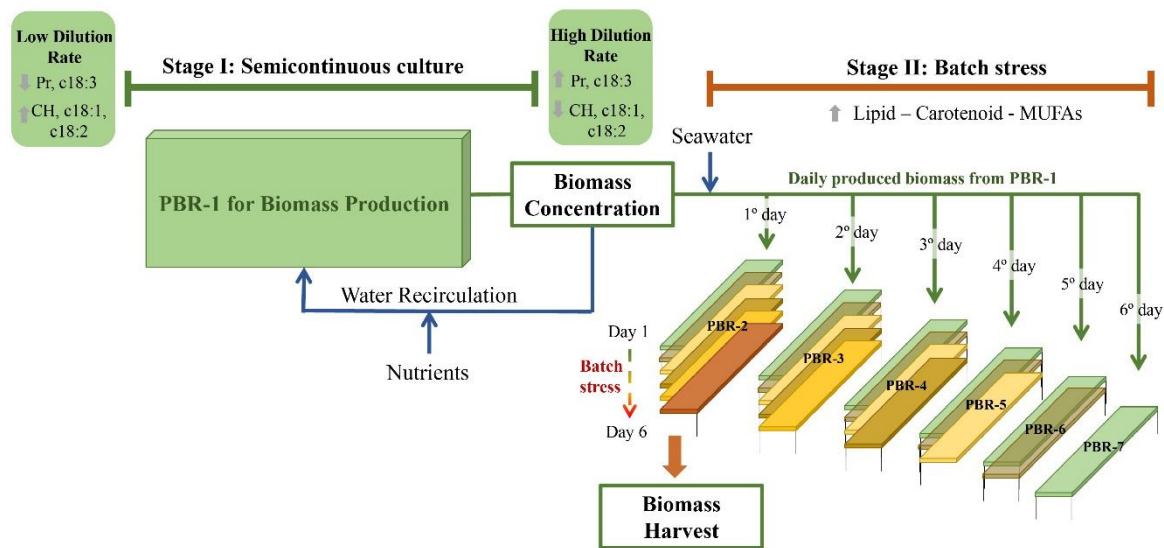 Low Dilution
Rate
Pr, c18:3
CH, c18:1,
c18:2
Stage I: Semicontinuous culture
High Dilution
Rate
Pr, c18:3
CH, c18:1,
c18:2
Stage II: Batch stress
Lipid – Carotenoid - MUFAs
Seawater
PBR-1 for Biomass Production
Biomass
Concentration
Daily produced biomass from PBR-1
1º day
2º day
3º day
4º day
5º day
6º day
Water Recirculation
Nutrients
Day 1
Batch
stress
Day 6
PBR-2
PBR-3
PBR-4
PBR-5
PBR-6
PBR-7
Biomass
Harvest